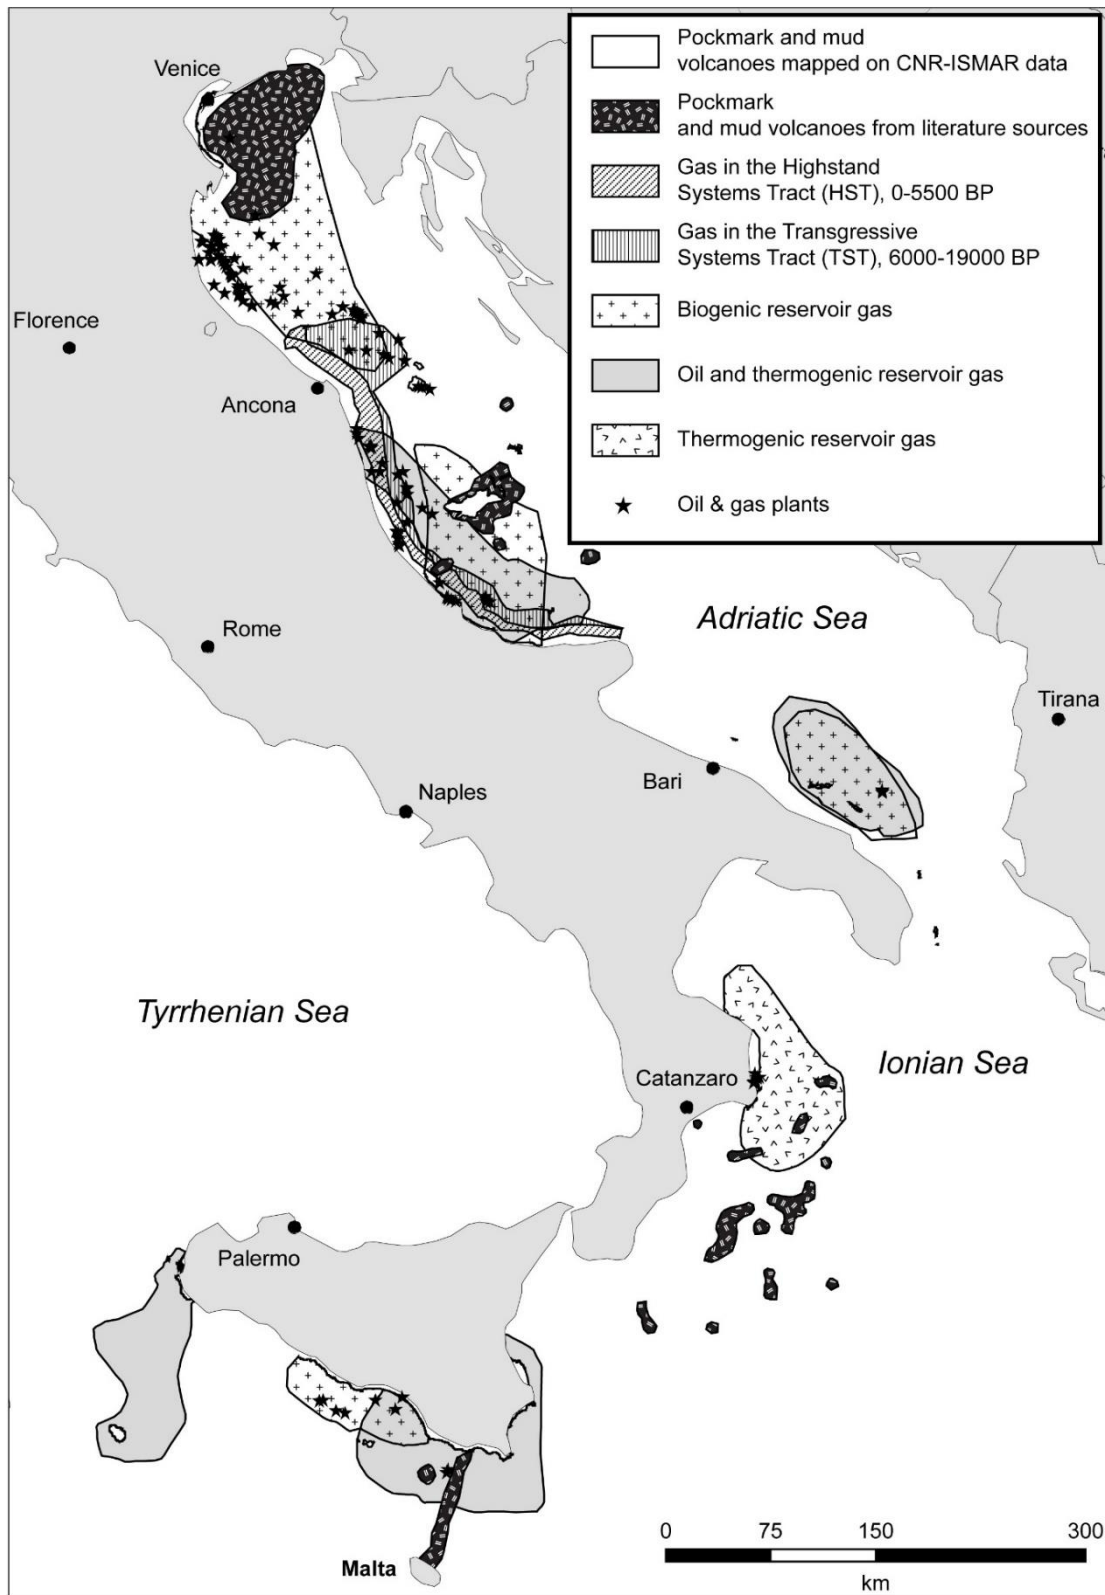 Pockmark and mud
volcanoes mapped on CNR-ISMAR data
Pockmark
and mud volcanoes from literature sources
Gas in the Highstand
Systems Tract (HST), 0-5500 BP
Gas in the Transgressive
Systems Tract (TST), 6000-19000 BP
Biogenic reservoir gas
Oil and thermogenic reservoir gas
Thermogenic reservoir gas
Oil & gas plants
Venice
Florence
Ancona
Adriatic Sea
Rome
Tirana
Bari
Naples
Tyrrhenian Sea
Ionian Sea
Catanzaro
Palermo
Malta
0 75 150 300
km